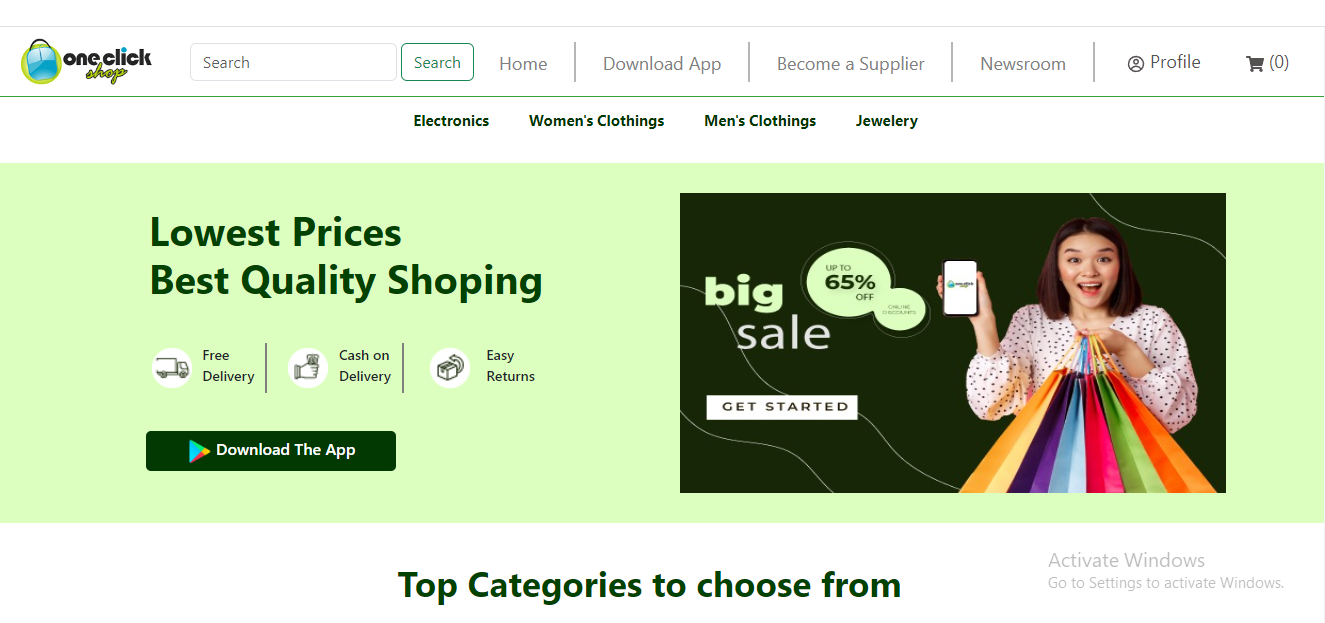 one click
shop
Search
Search
Home
Download App
Become a Supplier
Newsroom
Profile
(0)
Electronics
Women's Clothings
Men's Clothings
Jewelery
Lowest Prices
Best Quality Shoping
Free
Delivery
Cash on
Delivery
Easy
Returns
Download The App
big
sale
UP TO
65%
OFF
ONLINE
DISCOUNTS
GET STARTED
one click
Top Categories to choose from
Activate Windows
Go to Settings to activate Windows.